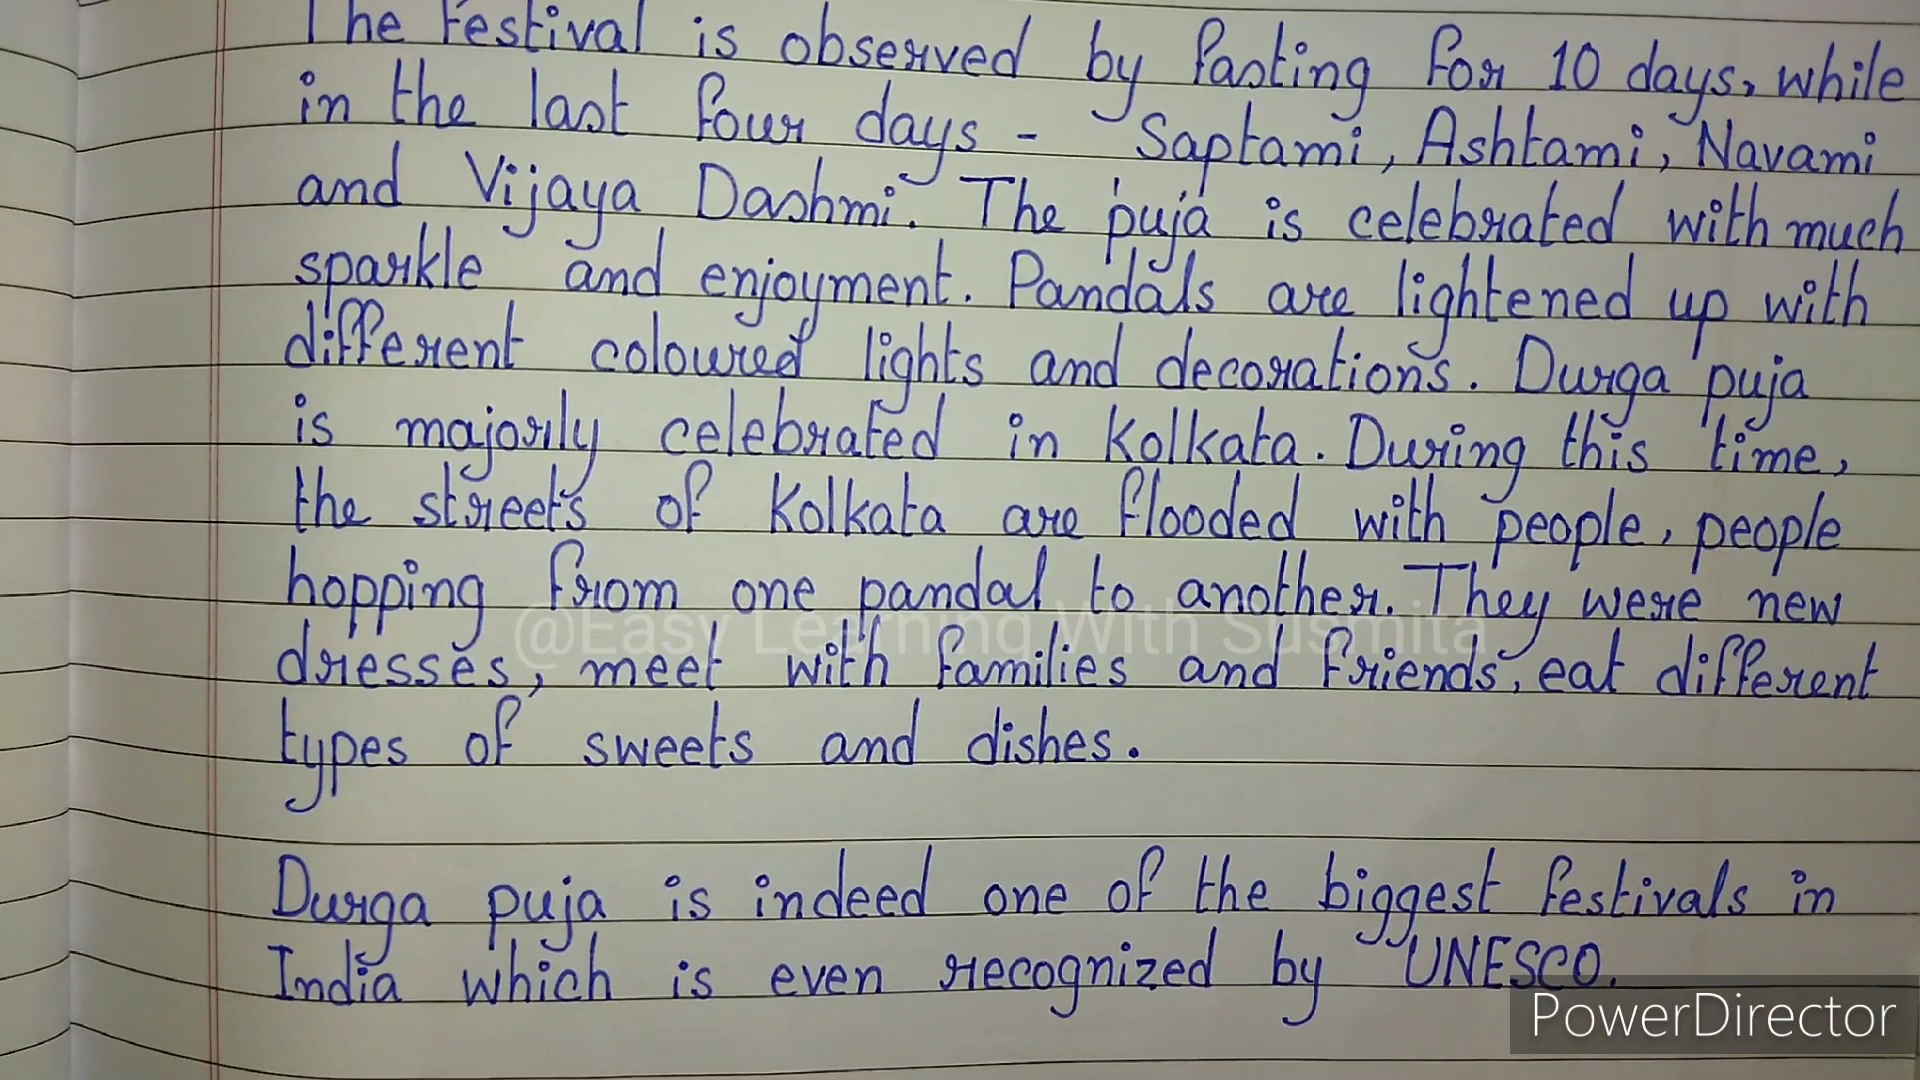 The Festival is observed by fasting for 10 days, while
in the last four days - Saptami, Ashtami, Navami
and Vijaya Dashmi. The puja is celebrated with much
sparkle and enjoyment. Pandals are lightened up with
different coloured lights and decorations. Durga puja
is majorly celebrated in Kolkata. During this time,
the streets of Kolkata are flooded with people, people
hopping from one pandal to another. They were new
@Easy Learning With Susmita
dresses, meet with families and friends, eat different
types of sweets and dishes.
Durga puja is indeed one of the biggest festivals in
India which is even recognized by UNESCO.
PowerDirector